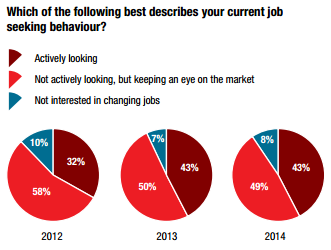 Which of the following best describes your current job
seeking behaviour?
Actively looking
Not actively looking, but keeping an eye on the market
Not interested in changing jobs
10%
32%
58%
2012
7%
43%
50%
2013
8%
43%
49%
2014